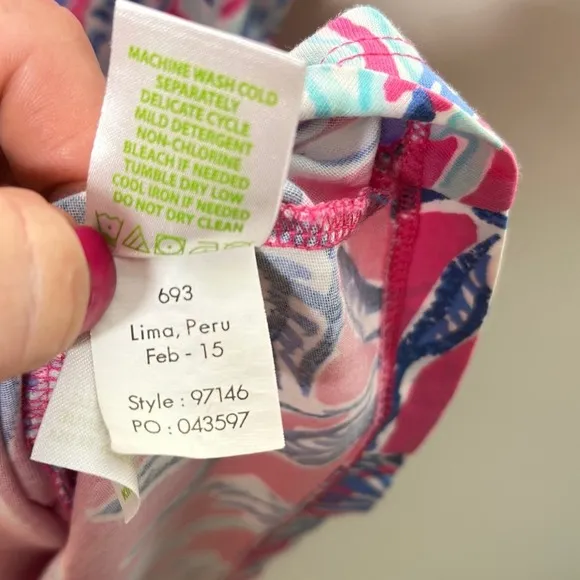 MACHINE WASH COLD
SEPARATELY
DELICATE CYCLE
MILD DETERGENT
NON-CHLORINE
BLEACH IF NEEDED
TUMBLE DRY LOW
COOL IRON IF NEEDED
DO NOT DRY CLEAN
693
Lima, Peru
Feb - 15
Style : 97146
PO : 043597